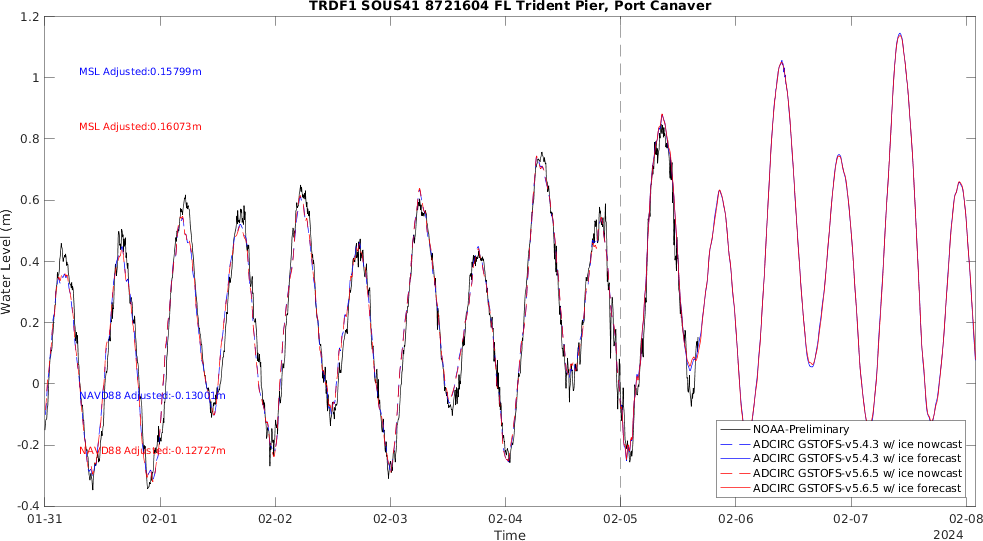 TRDF1 SOUS41 8721604 FL Trident Pier, Port Canaver
1.2
1
0.8
0.6
0.4
0.2
0
-0.2
-0.4
Water Level (m)
MSL Adjusted:0.15799m
MSL Adjusted:0.16073m
NAVD88 Adjusted:-0.13001m
NAVD88 Adjusted:-0.12727m
NOAA-Preliminary
ADCIRC GSTOFS-v5.4.3 w/ ice nowcast
ADCIRC GSTOFS-v5.4.3 w/ ice forecast
ADCIRC GSTOFS-v5.6.5 w/ ice nowcast
ADCIRC GSTOFS-v5.6.5 w/ ice forecast
01-31 02-01 02-02 02-03 02-04 02-05 02-06 02-07 02-08
Time
2024